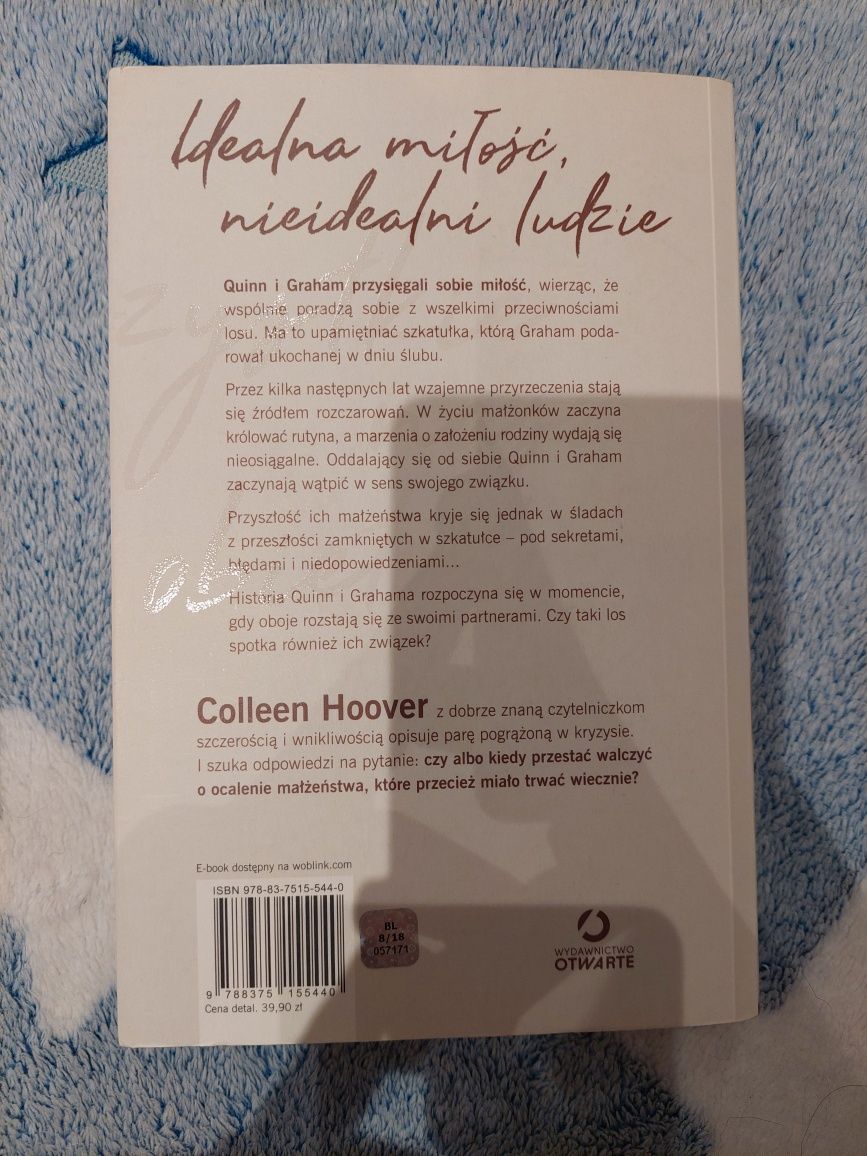 Idealna miłość,
nieidealni ludzie
Quinn i Graham przysięgali sobie miłość, wierząc, że
wspólnie poradzą sobie z wszelkimi przeciwnościami
losu. Ma to upamiętniać szkatułka, którą Graham poda-
rował ukochanej w dniu ślubu.
Przez kilka następnych lat wzajemne przyrzeczenia stają
się źródłem rozczarowań. W życiu małżonków zaczyna
królować rutyna, a marzenia o założeniu rodziny wydają się
nieosiągalne. Oddalający się od siebie Quinn i Graham
zaczynają wątpić w sens swojego związku.
Przyszłość ich małżeństwa kryje się jednak w śladach
z przeszłości zamkniętych w szkatułce – pod sekretami,
błędami i niedopowiedzeniami...
Historia Quinn i Grahama rozpoczyna się w momencie,
gdy oboje rozstają się ze swoimi partnerami. Czy taki los
spotka również ich związek?
Colleen Hoover z dobrze znaną czytelniczkom
szczerością i wnikliwością opisuje parę pogrążoną w kryzysie.
I szuka odpowiedzi na pytanie: czy albo kiedy przestać walczyć
o ocalenie małżeństwa, które przecież miało trwać wiecznie?
E-book dostępny na woblink.com
ISBN 978-83-7515-544-0
9 788375 155440
Cena detal. 39,90 zł
BL
8/18
057171
WYDAWNICTWO
OTWARTE